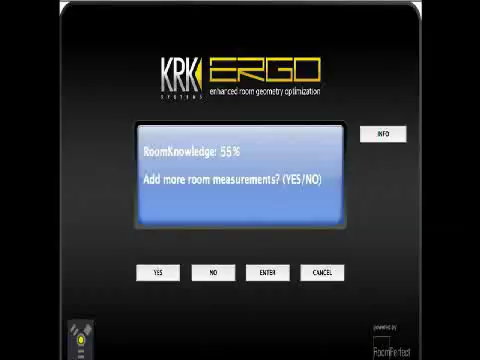 KRK ERGO
SYSTEMS
enhanced room geometry optimization
INFO
RoomKnowledge: 55%
Add more room measurements? (YES/NO)
YES
NO
ENTER
CANCEL
powered by
RoomPerfect